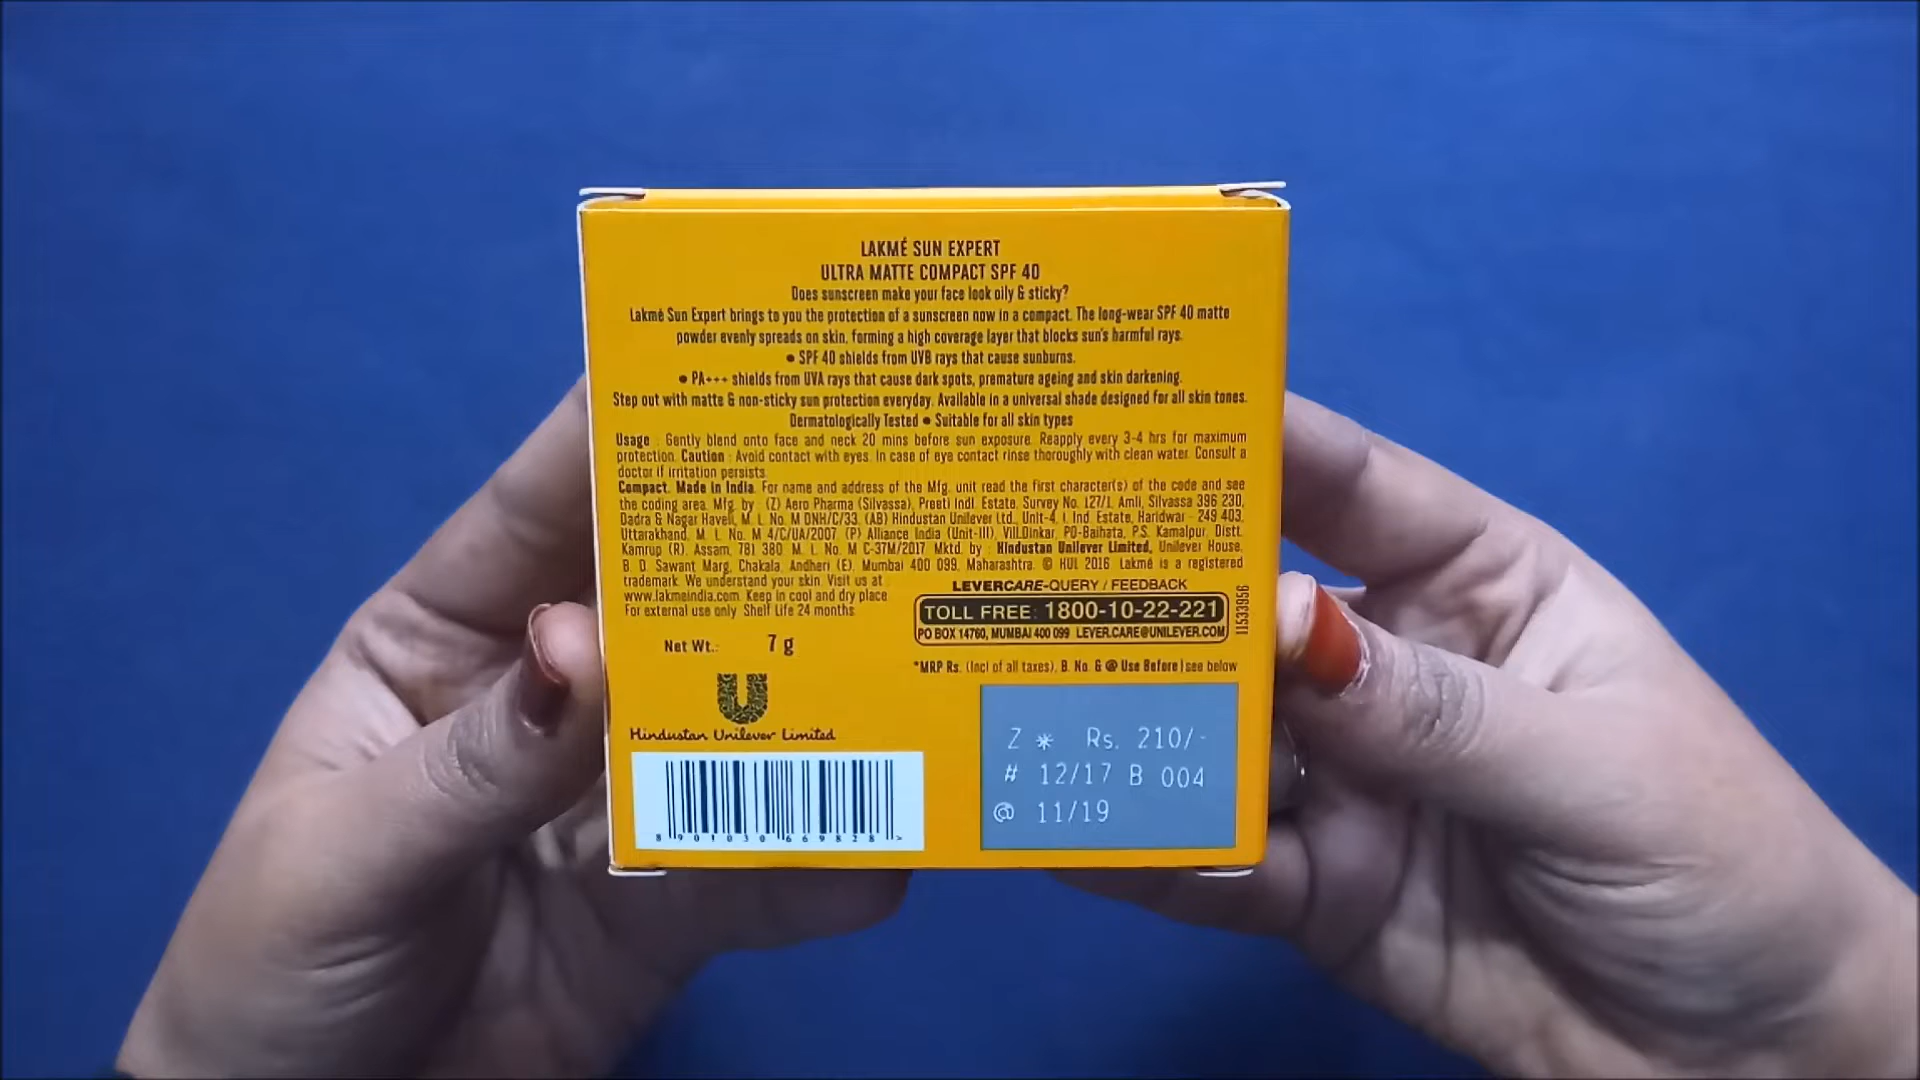 LAKMÉ SUN EXPERT
ULTRA MATTE COMPACT SPF 40
Does sunscreen make your face look oily & sticky?
Lakmé Sun Expert brings to you the protection of a sunscreen now in a compact. The long-wear SPF 40 matte
powder evenly spreads on skin, forming a high coverage layer that blocks sun's harmful rays.
● SPF 40 shields from UVB rays that cause sunburns.
● PA+++ shields from UVA rays that cause dark spots, premature ageing and skin darkening.
Step out with matte & non-sticky sun protection everyday. Available in a universal shade designed for all skin tones.
Dermatologically Tested ● Suitable for all skin types
Usage : Gently blend onto face and neck 20 mins before sun exposure. Reapply every 3-4 hrs for maximum
protection. Caution : Avoid contact with eyes. In case of eye contact rinse thoroughly with clean water. Consult a
doctor if irritation persists.
Compact. Made in India. For name and address of the Mfg. unit read the first character(s) of the code and see
the coding area. Mfg. by : (Z) Aero Pharma (Silvassa), Preeti Indl. Estate, Survey No. 127/1, Amli, Silvassa 396 230,
Dadra & Nagar Haveli, M. L. No. M DNH/C/33. (AB) Hindustan Unilever Ltd., Unit-4, I. Ind. Estate, Haridwar - 249 403,
Uttarakhand, M. L. No. M 4/C/UA/2007 (P) Alliance India (Unit-III), Vill.Dinkar, PO-Baihata, P.S. Kamalpur, Distt.
Kamrup (R), Assam, 781 380. M. L. No. M C-37M/2017. Mktd. by : Hindustan Unilever Limited, Unilever House,
B. D. Sawant Marg, Chakala, Andheri (E), Mumbai 400 099, Maharashtra. © HUL 2016. Lakmé is a registered
trademark. We understand your skin. Visit us at
www.lakmeindia.com. Keep in cool and dry place
For external use only. Shelf Life 24 months
LEVERCARE-QUERY / FEEDBACK
TOLL FREE: 1800-10-22-221
PO BOX 14760, MUMBAI 400 099 LEVER.CARE@UNILEVER.COM
11533956
Net Wt.: 7 g
*MRP Rs. (Incl of all taxes), B. No. & @ Use Before | see below
Hindustan Unilever Limited
Z * Rs. 210/-
# 12/17 B 004
@ 11/19
8 901030 669828 >